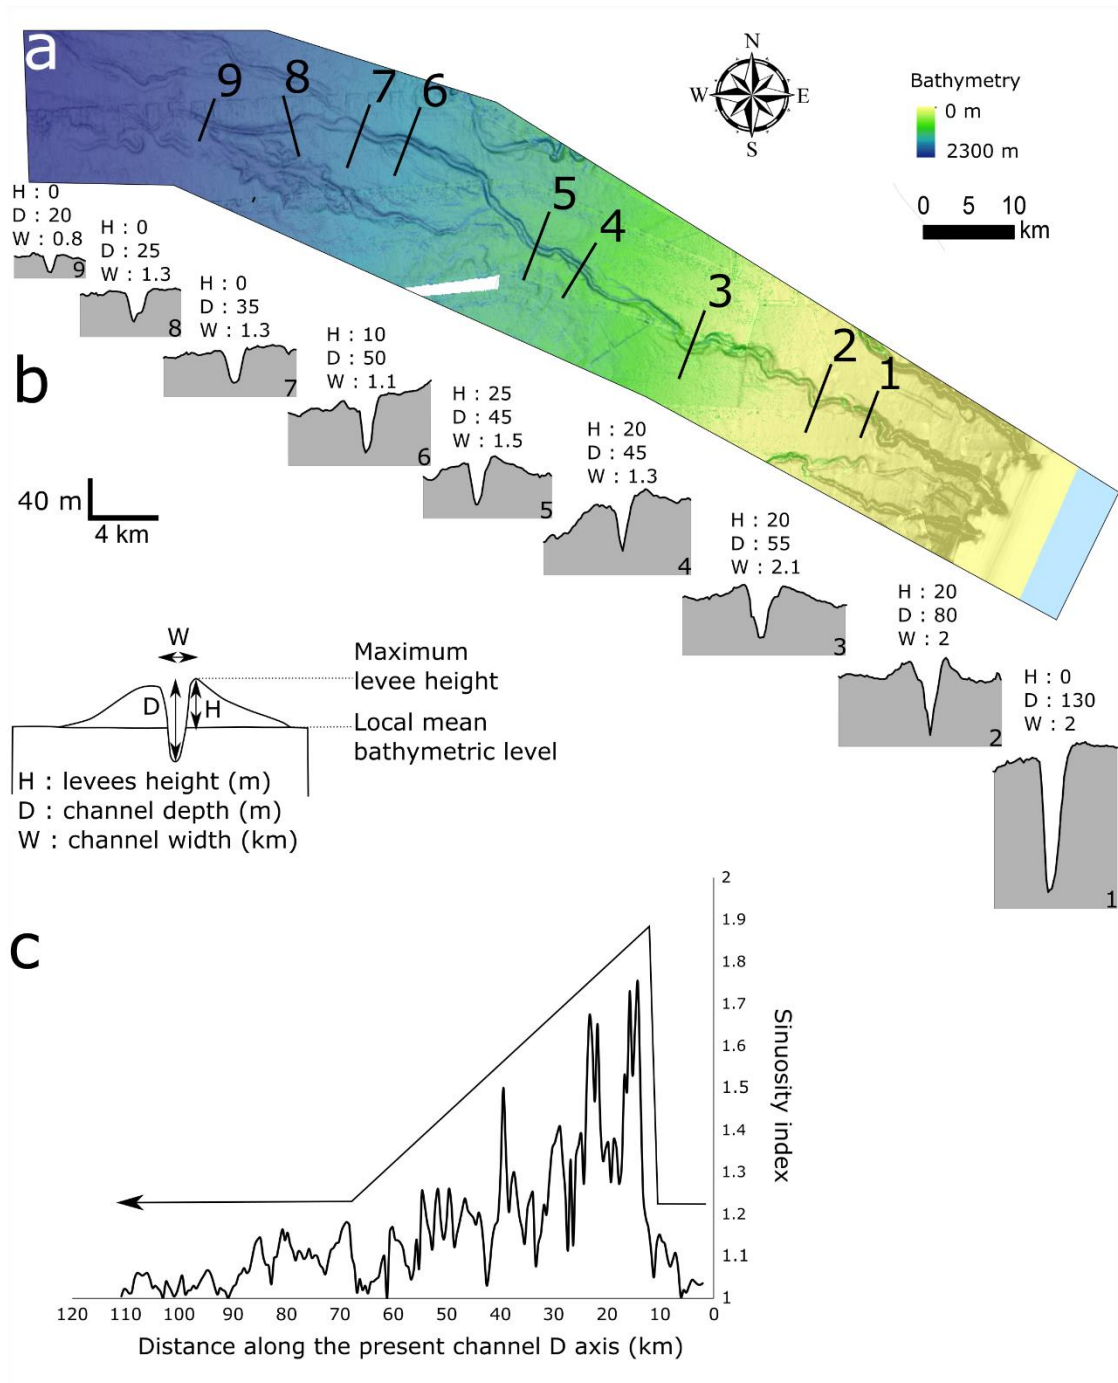 a
N
W
E
S
Bathymetry
0 m
2300 m
0 5 10
km
9
8
7
6
5
4
3
2
1
b
H : 0
D : 20
W : 0.8
9
H : 0
D : 25
W : 1.3
8
H : 0
D : 35
W : 1.3
7
H : 10
D : 50
W : 1.1
6
H : 25
D : 45
W : 1.5
5
H : 20
D : 45
W : 1.3
4
H : 20
D : 55
W : 2.1
3
H : 20
D : 80
W : 2
2
H : 0
D : 130
W : 2
1
40 m
4 km
W
D
H
Maximum
levee height
Local mean
bathymetric level
H : levees height (m)
D : channel depth (m)
W : channel width (km)
c
2
1.9
1.8
1.7
1.6
1.5
1.4
1.3
1.2
1.1
1
Sinuosity index
120 110 100 90 80 70 60 50 40 30 20 10 0
Distance along the present channel D axis (km)